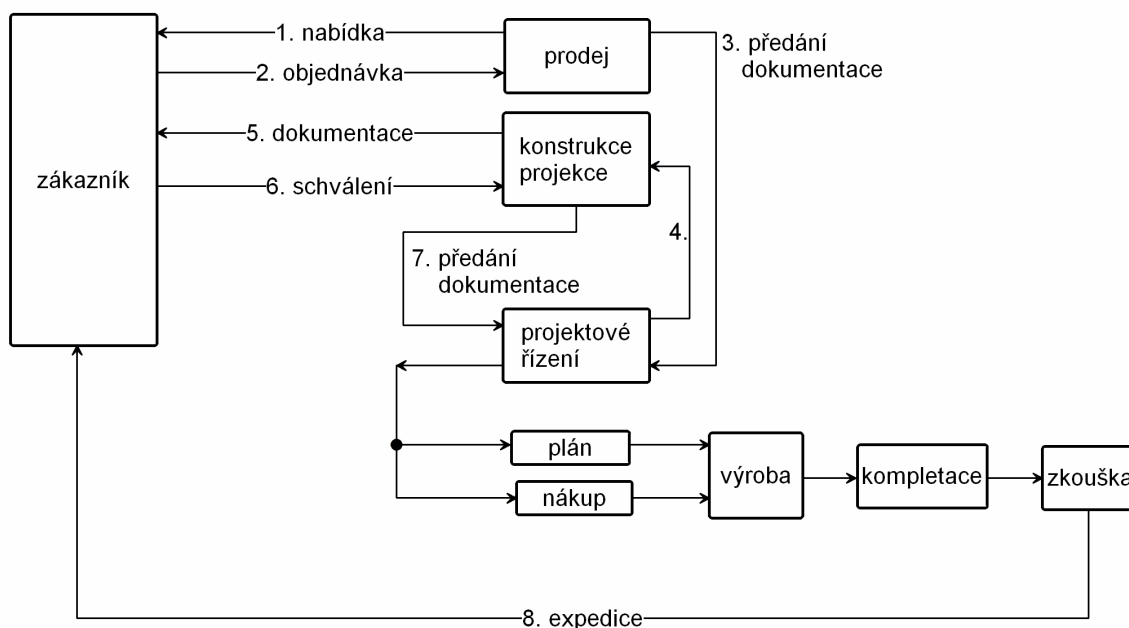 1. nabídka
prodej
3. předání
dokumentace
2. objednávka
5. dokumentace
konstrukce
projekce
zákazník
6. schválení
4.
7. předání
dokumentace
projektové
řízení
plán
výroba
kompletace
zkouška
nákup
8. expedice